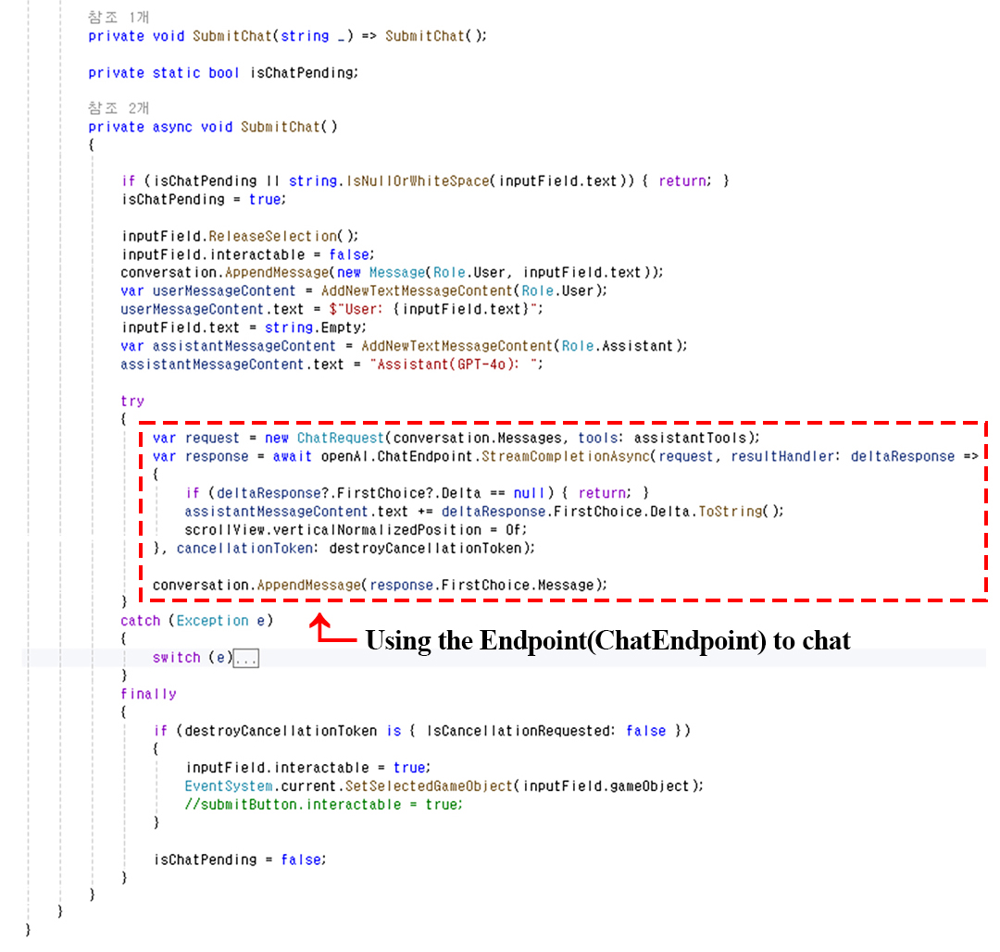 참조 1개
private void SubmitChat(string _) => SubmitChat();
private static bool isChatPending;
참조 2개
private async void SubmitChat()
{
if (isChatPending || string.IsNullOrWhiteSpace(inputField.text)) { return; }
isChatPending = true;
inputField.ReleaseSelection();
inputField.interactable = false;
conversation.AppendMessage(new Message(Role.User, inputField.text));
var userMessageContent = AddNewTextMessageContent(Role.User);
userMessageContent.text = $"User: {inputField.text}";
inputField.text = string.Empty;
var assistantMessageContent = AddNewTextMessageContent(Role.Assistant);
assistantMessageContent.text = "Assistant(GPT-4o): ";
try
{
var request = new ChatRequest(conversation.Messages, tools: assistantTools);
var response = await openAI.ChatEndpoint.StreamCompletionAsync(request, resultHandler: deltaResponse =>
{
if (deltaResponse?.FirstChoice?.Delta == null) { return; }
assistantMessageContent.text += deltaResponse.FirstChoice.Delta.ToString();
scrollView.verticalNormalizedPosition = 0f;
}, cancellationToken: destroyCancellationToken);
conversation.AppendMessage(response.FirstChoice.Message);
}
catch (Exception e)
Using the Endpoint(ChatEndpoint) to chat
{
switch (e)...
}
finally
{
if (destroyCancellationToken is { IsCancellationRequested: false })
{
inputField.interactable = true;
EventSystem.current.SetSelectedGameObject(inputField.gameObject);
//submitButton.interactable = true;
}
isChatPending = false;
}
}
}
}